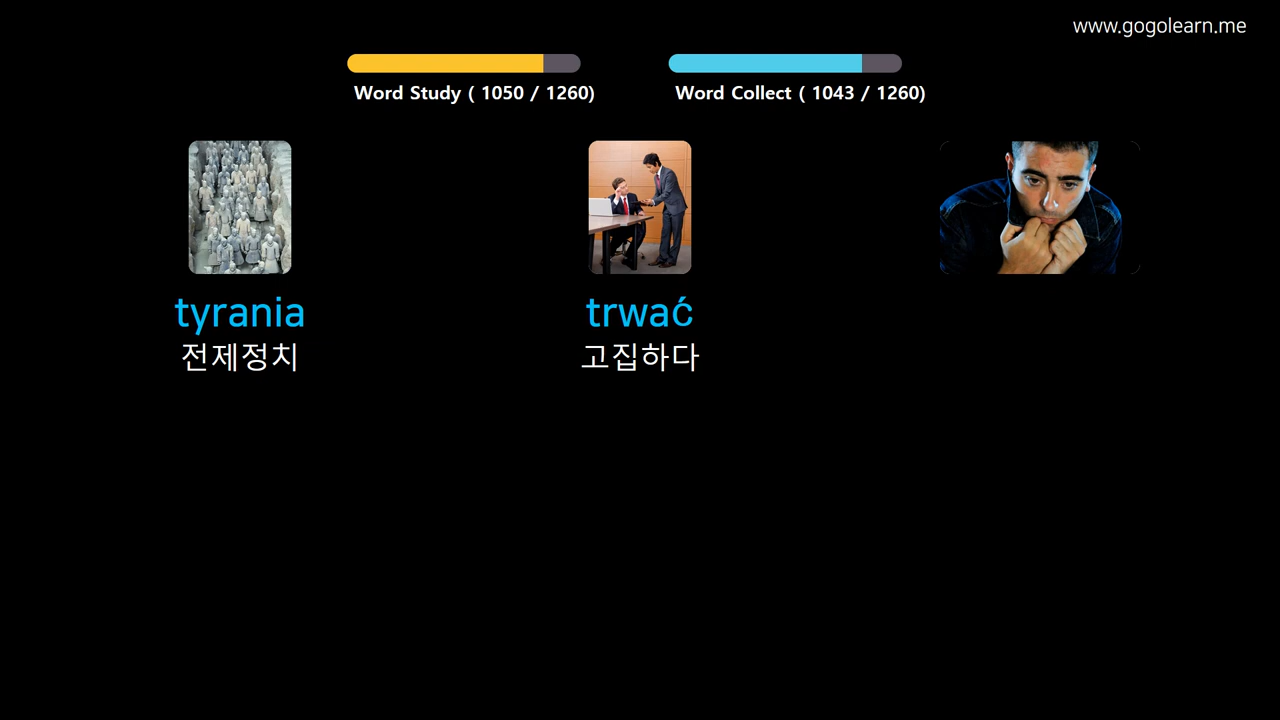 www.gogolearn.me
Word Study ( 1050 / 1260)
Word Collect ( 1043 / 1260)
tyrania
전제정치
trwać
고집하다